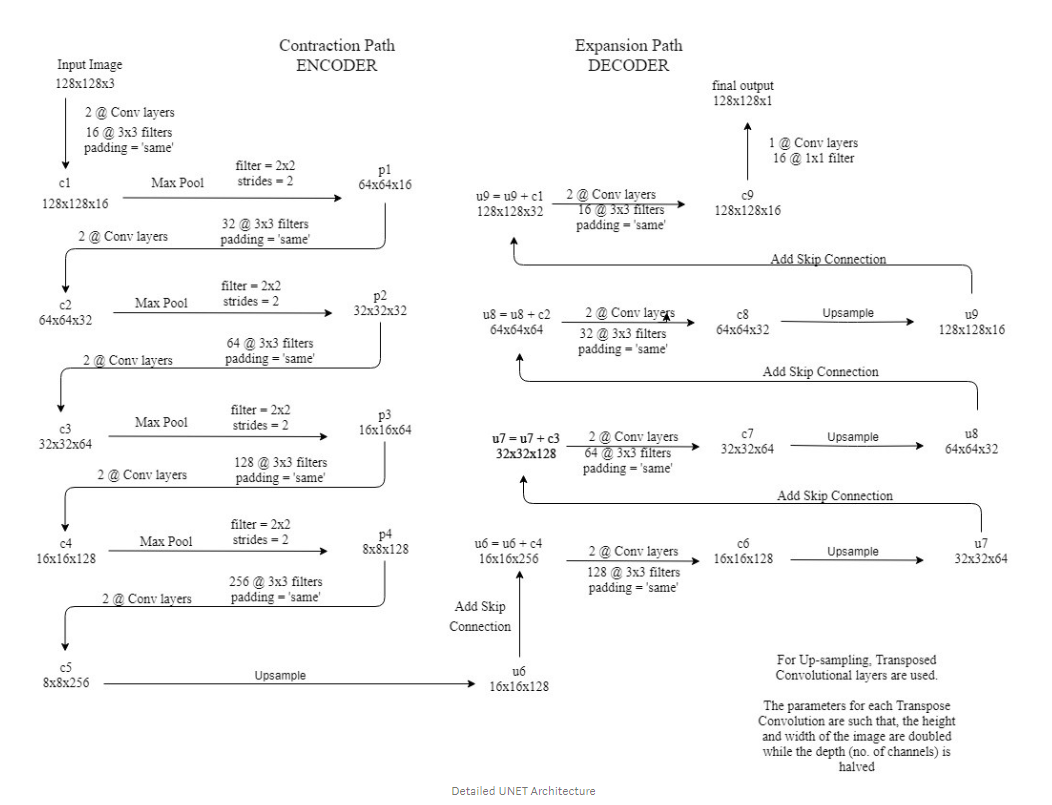 Contraction Path
ENCODER
Input Image
128x128x3
2 @ Conv layers
16 @ 3x3 filters
padding = 'same'
c1
128x128x16
Max Pool
filter = 2x2
strides = 2
p1
64x64x16
32 @ 3x3 filters
padding = 'same'
2 @ Conv layers
c2
64x64x32
Max Pool
filter = 2x2
strides = 2
p2
32x32x32
64 @ 3x3 filters
padding = 'same'
2 @ Conv layers
c3
32x32x64
Max Pool
filter = 2x2
strides = 2
p3
16x16x64
128 @ 3x3 filters
padding = 'same'
2 @ Conv layers
c4
16x16x128
Max Pool
filter = 2x2
strides = 2
p4
8x8x128
256 @ 3x3 filters
padding = 'same'
2 @ Conv layers
c5
8x8x256
Upsample
u6
16x16x128
Add Skip
Connection
Expansion Path
DECODER
final output
128x128x1
1 @ Conv layers
16 @ 1x1 filter
u9 = u9 + c1
128x128x32
2 @ Conv layers
16 @ 3x3 filters
padding = 'same'
c9
128x128x16
Add Skip Connection
u8 = u8 + c2
64x64x64
2 @ Conv layers
32 @ 3x3 filters
padding = 'same'
c8
64x64x32
Upsample
u9
128x128x16
Add Skip Connection
u7 = u7 + c3
32x32x128
2 @ Conv layers
64 @ 3x3 filters
padding = 'same'
c7
32x32x64
Upsample
u8
64x64x32
Add Skip Connection
u6 = u6 + c4
16x16x256
2 @ Conv layers
128 @ 3x3 filters
padding = 'same'
c6
16x16x128
Upsample
u7
32x32x64
For Up-sampling, Transposed
Convolutional layers are used.
The parameters for each Transpose
Convolution are such that, the height
and width of the image are doubled
while the depth (no. of channels) is
halved
Detailed UNET Architecture